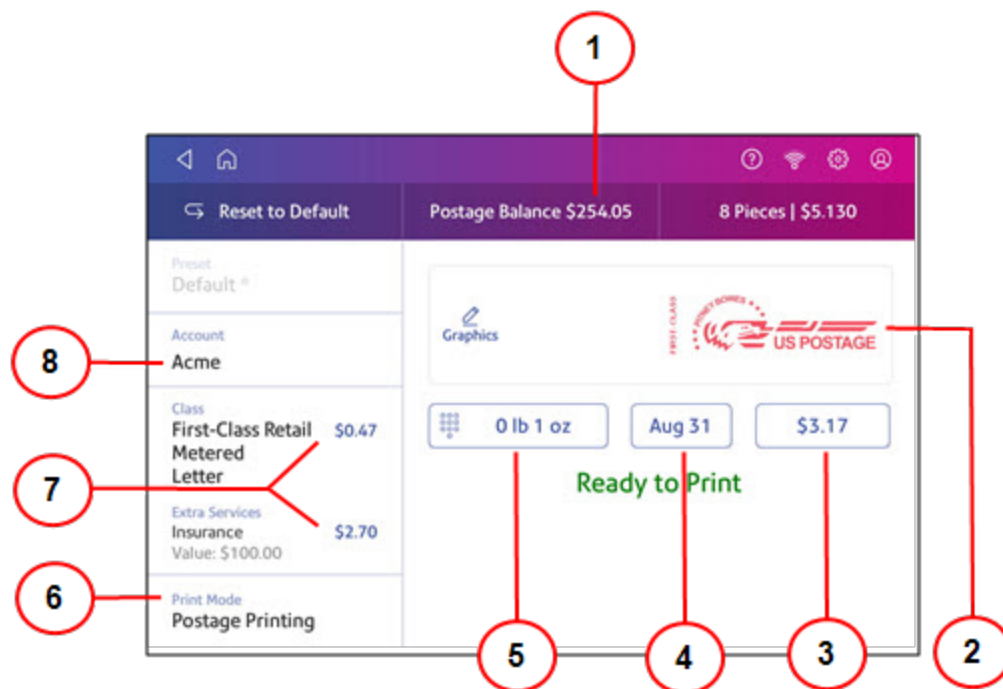 1
Reset to Default
Postage Balance $254.05
8 Pieces | $5.130
Preset
Default *
Account
Acme
8
Class
First-Class Retail $0.47
Metered
Letter
7
Extra Services
Insurance $2.70
Value: $100.00
6
Print Mode
Postage Printing
Graphics
FIRST-CLASS
PITNEY BOWES
US POSTAGE
0 lb 1 oz
Aug 31
$3.17
Ready to Print
5
4
3
2